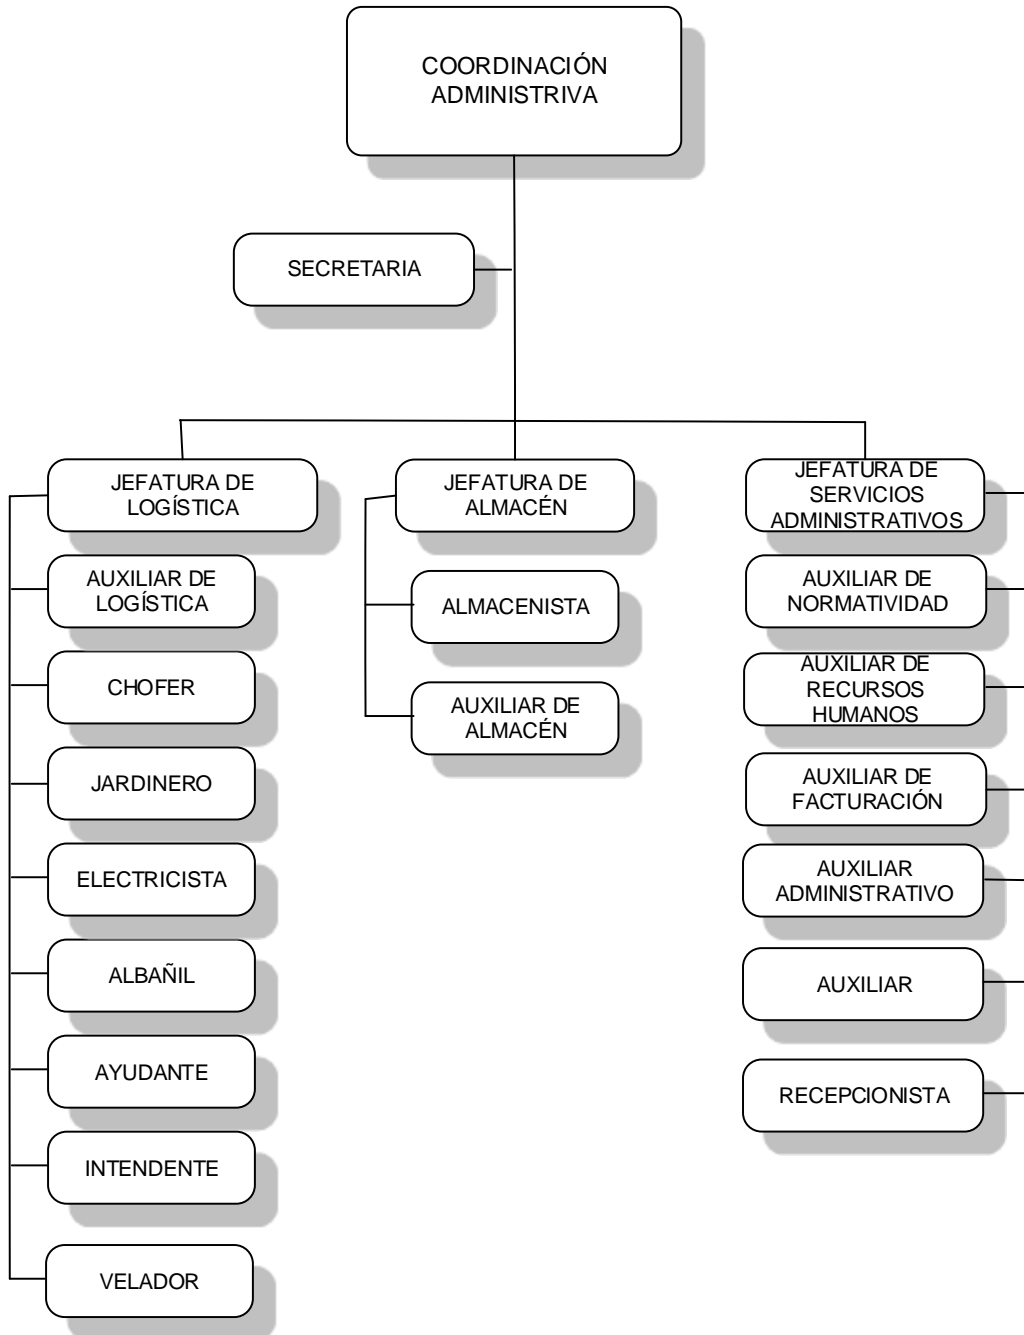 COORDINACIÓN
ADMINISTRIVA
SECRETARIA
JEFATURA DE
LOGÍSTICA
AUXILIAR DE
LOGÍSTICA
CHOFER
JARDINERO
ELECTRICISTA
ALBAÑIL
AYUDANTE
INTENDENTE
VELADOR
JEFATURA DE
ALMACÉN
ALMACENISTA
AUXILIAR DE
ALMACÉN
JEFATURA DE
SERVICIOS
ADMINISTRATIVOS
AUXILIAR DE
NORMATIVIDAD
AUXILIAR DE
RECURSOS
HUMANOS
AUXILIAR DE
FACTURACIÓN
AUXILIAR
ADMINISTRATIVO
AUXILIAR
RECEPCIONISTA